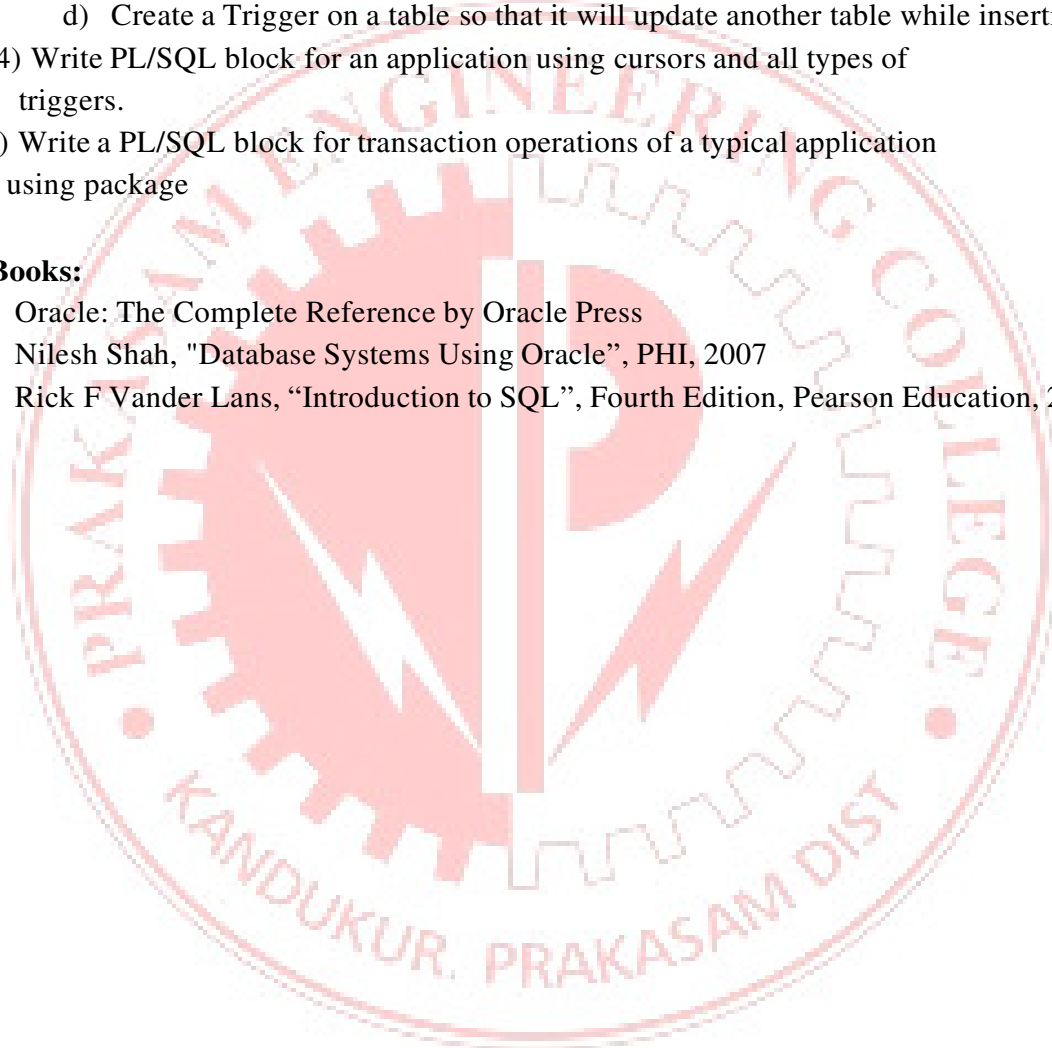 d) Create a Trigger on a table so that it will update another table while inserti
4) Write PL/SQL block for an application using cursors and all types of
triggers.
) Write a PL/SQL block for transaction operations of a typical application
using package
Books:
Oracle: The Complete Reference by Oracle Press
Nilesh Shah, "Database Systems Using Oracle”, PHI, 2007
Rick F Vander Lans, “Introduction to SQL”, Fourth Edition, Pearson Education, 2
PRAKASAM ENGINEERING COLLEGE
KANDUKUR. PRAKASAM DIST